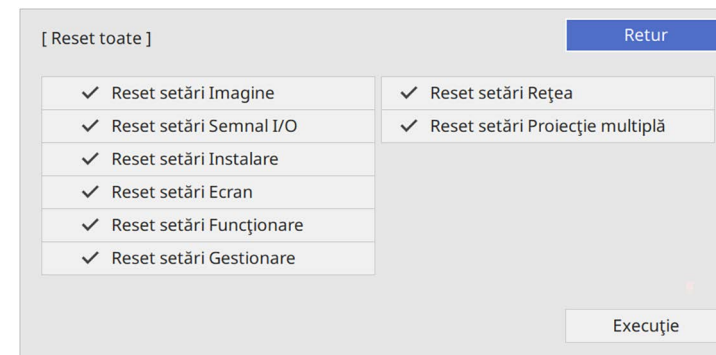 [ Reset toate ]
Retur
Reset setări Imagine
Reset setări Semnal I/O
Reset setări Instalare
Reset setări Ecran
Reset setări Funcţionare
Reset setări Gestionare
Reset setări Reţea
Reset setări Proiecţie multiplă
Execuţie